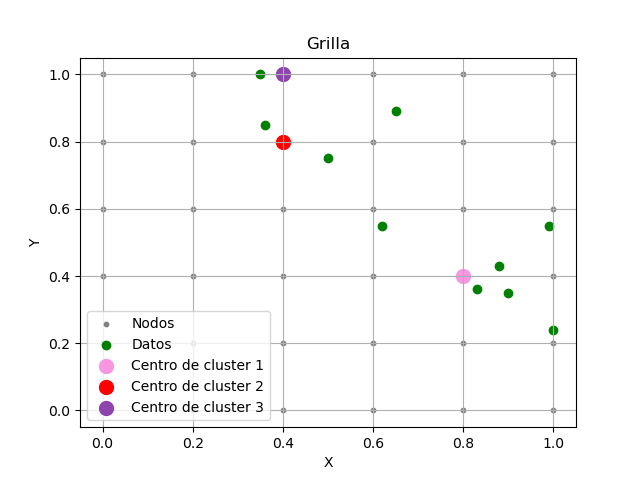 Grilla
1.0
0.8
0.6
0.4
0.2
0.0
Y
Nodos
Datos
Centro de cluster 1
Centro de cluster 2
Centro de cluster 3
0.0 0.2 0.4 0.6 0.8 1.0
X